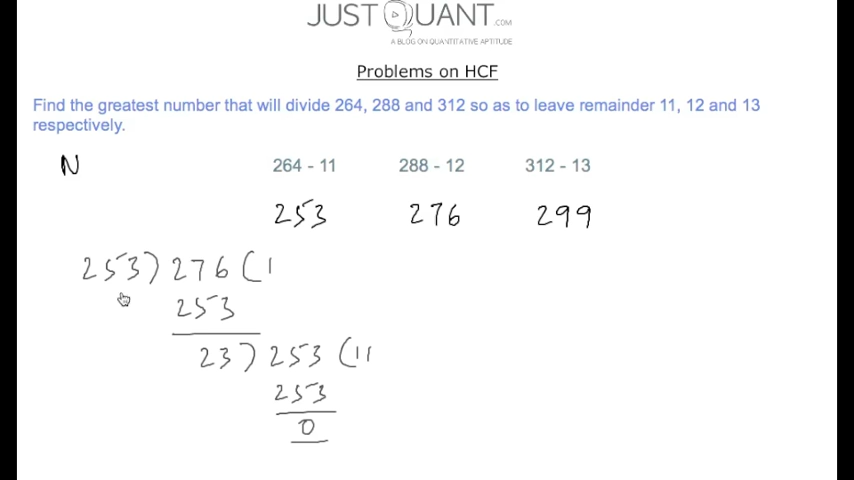 JUSTQUANT.COM
A BLOG ON QUANTITATIVE APTITUDE
Problems on HCF
Find the greatest number that will divide 264, 288 and 312 so as to leave remainder 11, 12 and 13
respectively.
N 264 - 11 288 - 12 312 - 13
253 276 299
253) 276 (1
253
23) 253 (11
253
0